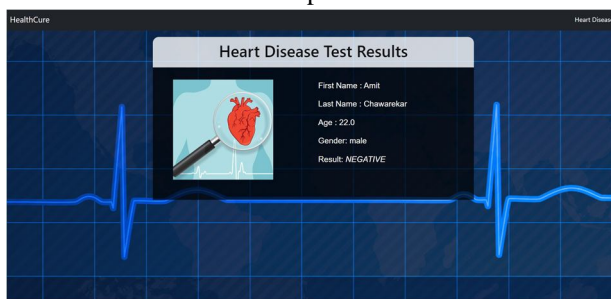 HealthCure
Heart Disease
Heart Disease Test Results
First Name : Amit
Last Name : Chawarekar
Age : 22.0
Gender: male
Result: NEGATIVE